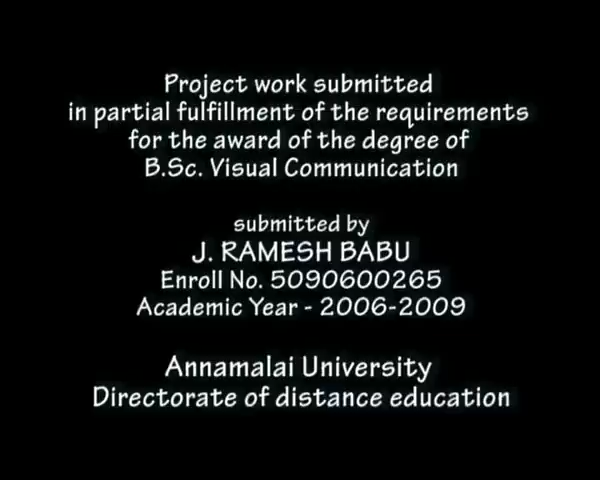 Project work submitted
in partial fulfillment of the requirements
for the award of the degree of
B.Sc. Visual Communication
submitted by
J. RAMESH BABU
Enroll No. 5090600265
Academic Year - 2006-2009
Annamalai University
Directorate of distance education